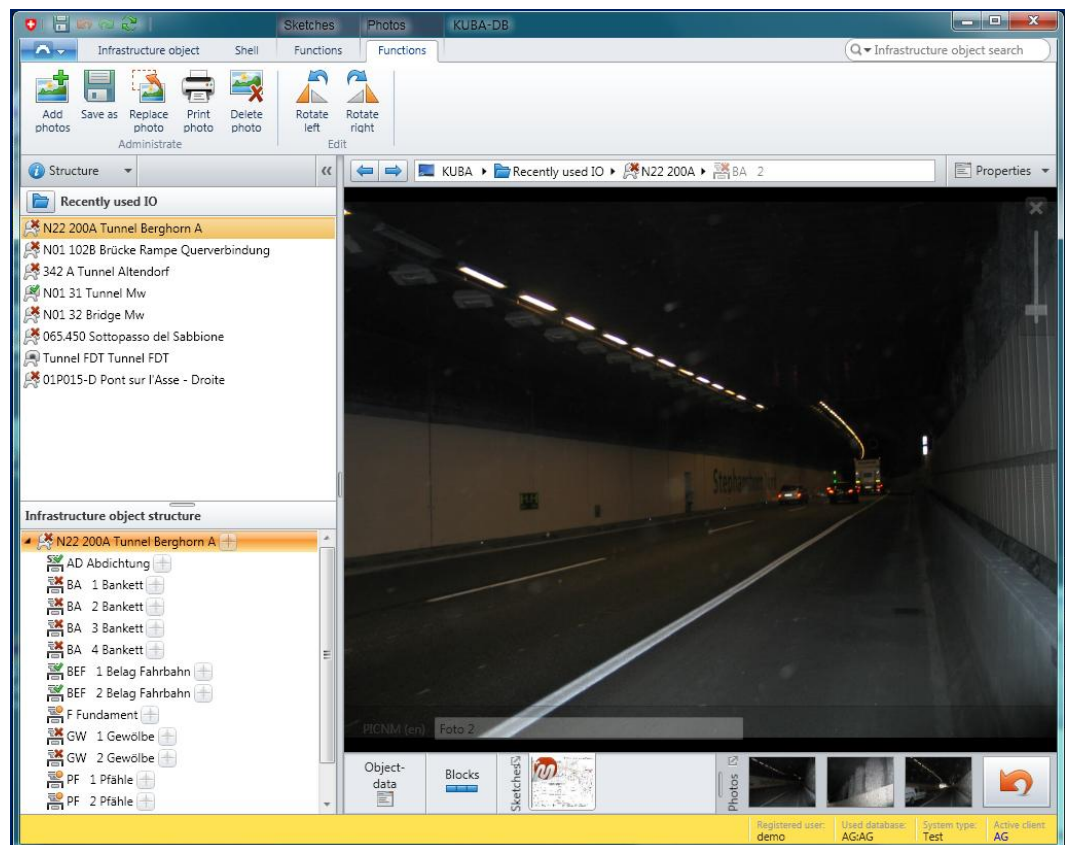 Sketches Photos KUBA-DB
Infrastructure object Shell Functions Functions Infrastructure object search
Add photos Save as Replace photo Print photo Delete photo Rotate left Rotate right
Administrate Edit
Structure KUBA Recently used IO N22 200A BA 2 Properties
Recently used IO
N22 200A Tunnel Berghorn A
N01 102B Brücke Rampe Querverbindung
342 A Tunnel Altendorf
N01 31 Tunnel Mw
N01 32 Bridge Mw
065.450 Sottopasso del Sabbione
Tunnel FDT Tunnel FDT
01P015-D Pont sur l'Asse - Droite
Infrastructure object structure
N22 200A Tunnel Berghorn A
AD Abdichtung
BA 1 Bankett
BA 2 Bankett
BA 3 Bankett
BA 4 Bankett
BEF 1 Belag Fahrbahn
BEF 2 Belag Fahrbahn
F Fundament
GW 1 Gewölbe
GW 2 Gewölbe
PF 1 Pfähle
PF 2 Pfähle
PICNM (en) Foto 2
Object-data Blocks Sketches Photos
Registered user: Used database: System type: Active client
demo AG:AG Test AG